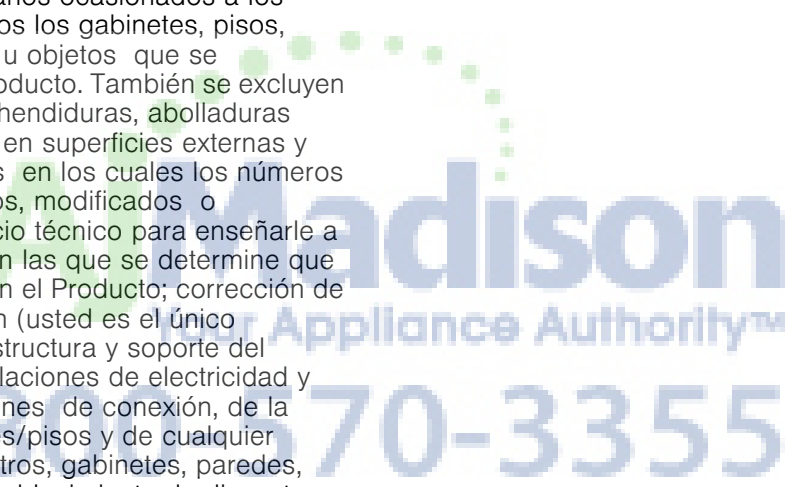 ocasionados a los
os los gabinetes, pisos,
u objetos que se
oducto. También se excluyen
hendiduras, abolladuras
en superficies externas y
s en los cuales los números
os, modificados o
cio técnico para enseñarle a
n las que se determine que
n el Producto; corrección de
n (usted es el único
structura y soporte del
laciones de electricidad y
nes de conexión, de la
es/pisos y de cualquier
tros, gabinetes, paredes,
AJMadison
Your Appliance Authority™
800-570-3355